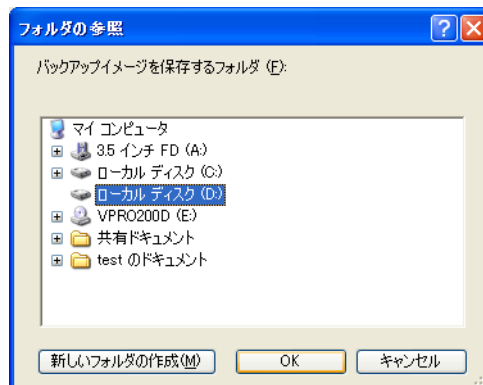 フォルダの参照
バックアップイメージを保存するフォルダ (F):
マイ コンピュータ
3.5 インチ FD (A:)
ローカル ディスク (C:)
ローカル ディスク (D:)
VPRO200D (E:)
共有ドキュメント
test のドキュメント
新しいフォルダの作成(M) OK キャンセル